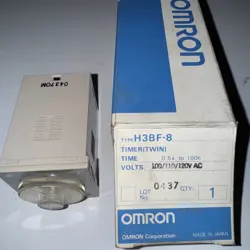 OMRON
04370M
TYPE H3BF-8
TIMER(TWIN)
TIME 0.5s to 100h
VOLTS. 100/110/120V AC
LOT No. 0437 QTY. 1
OMRON
OMRON Corporation MADE IN JAPAN